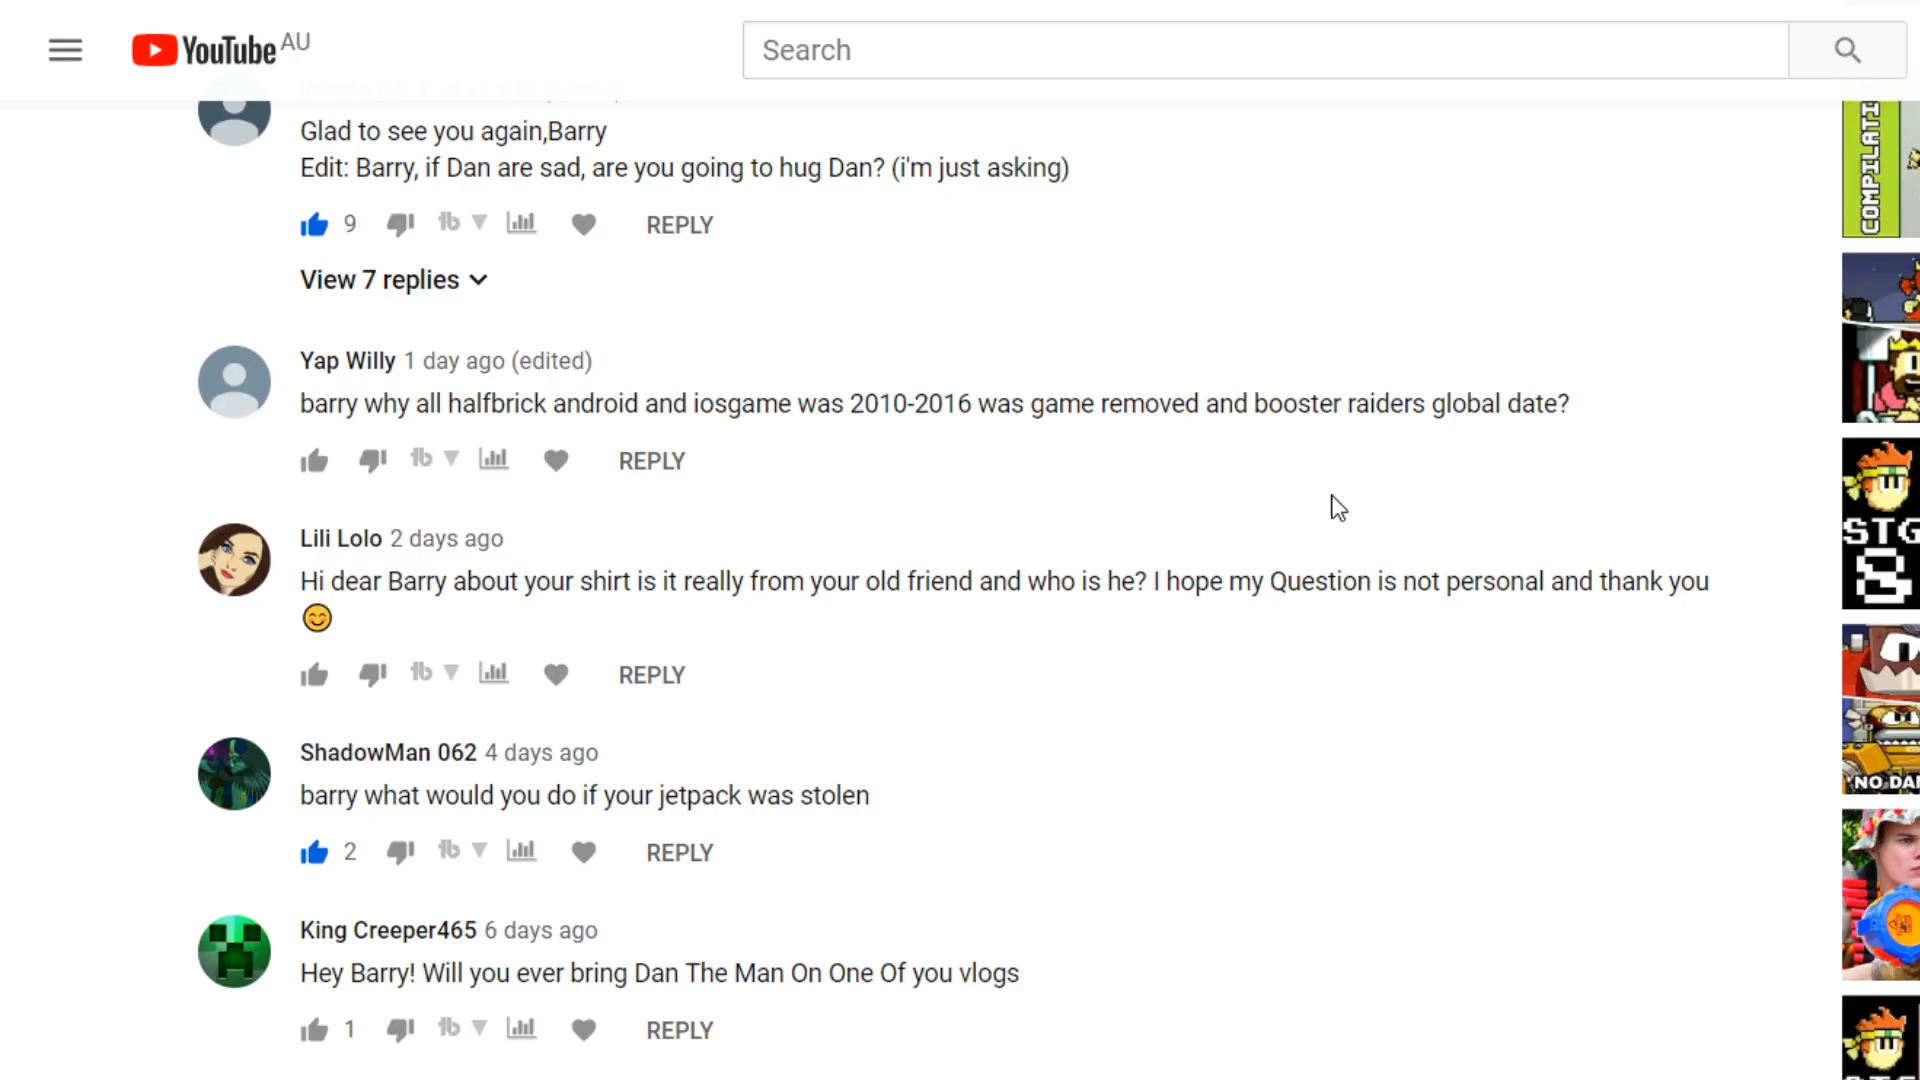 YouTube AU
Search
Glad to see you again,Barry
Edit: Barry, if Dan are sad, are you going to hug Dan? (i'm just asking)
9 REPLY
View 7 replies
Yap Willy 1 day ago (edited)
barry why all halfbrick android and iosgame was 2010-2016 was game removed and booster raiders global date?
REPLY
Lili Lolo 2 days ago
Hi dear Barry about your shirt is it really from your old friend and who is he? I hope my Question is not personal and thank you
REPLY
ShadowMan 062 4 days ago
barry what would you do if your jetpack was stolen
2 REPLY
King Creeper465 6 days ago
Hey Barry! Will you ever bring Dan The Man On One Of you vlogs
1 REPLY
COMPILATI
STG
8
NO DA